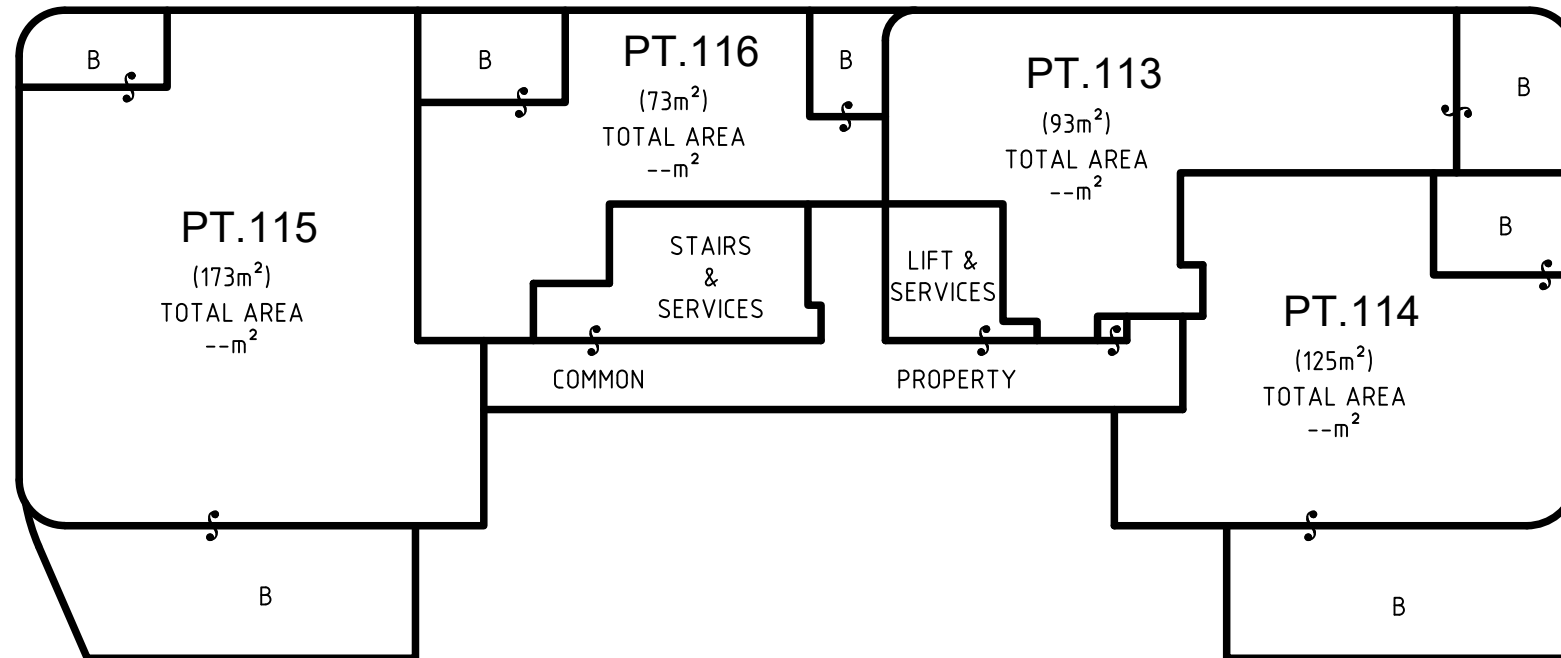 B
B
PT.116
(73m²)
TOTAL AREA
--m²
B
PT.113
(93m²)
TOTAL AREA
--m²
B
PT.115
(173m²)
TOTAL AREA
--m²
STAIRS
&
SERVICES
LIFT &
SERVICES
B
PT.114
(125m²)
TOTAL AREA
--m²
COMMON PROPERTY
B
B